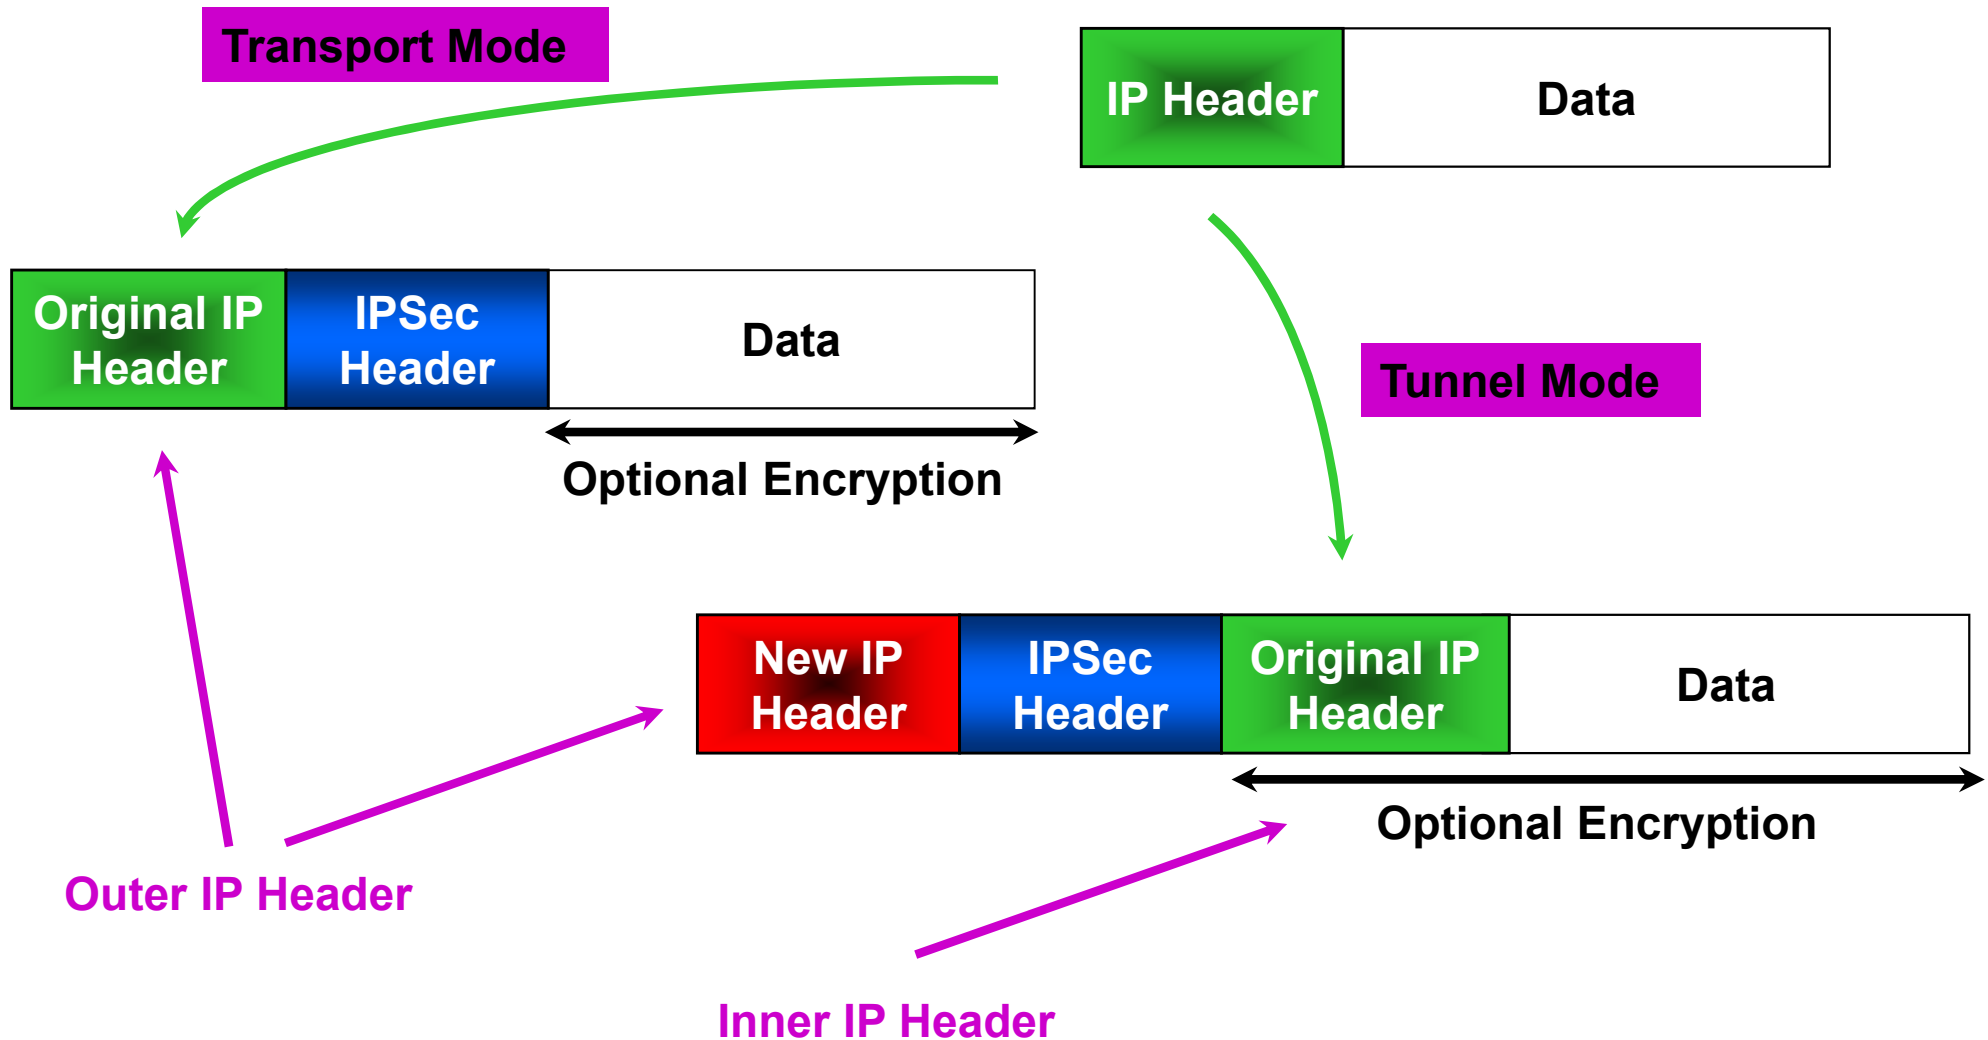 Transport Mode
IP Header
Data
Original IP
Header
IPSec
Header
Data
Optional Encryption
Tunnel Mode
New IP
Header
IPSec
Header
Original IP
Header
Data
Optional Encryption
Outer IP Header
Inner IP Header